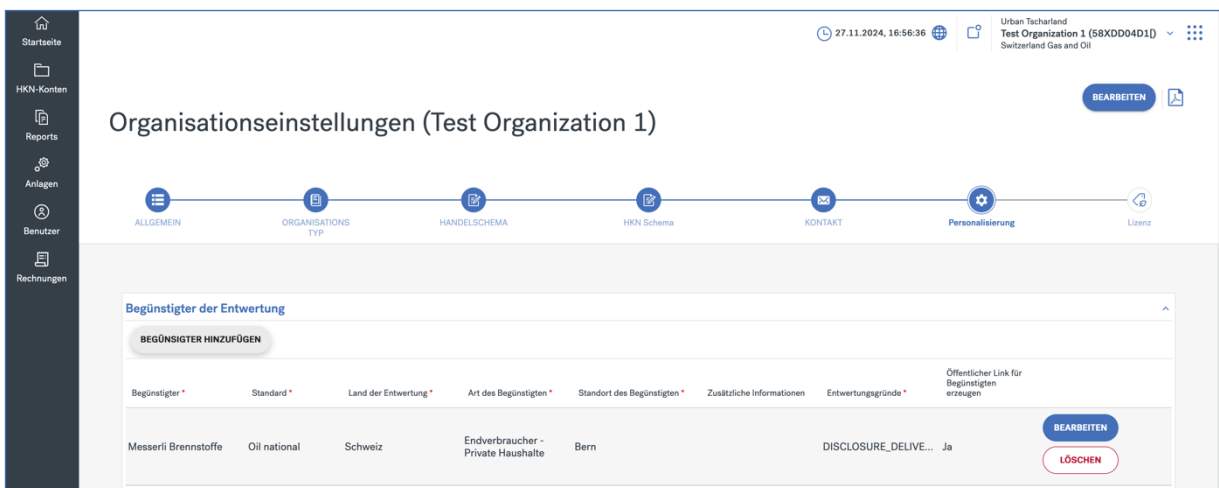 Startseite
HKN-Konten
Reports
Anlagen
Benutzer
Rechnungen
27.11.2024, 16:56:36
Urban Tscharland
Test Organization 1 (58XDD04D1[)
Switzerland Gas and Oil
BEARBEITEN
Organisationseinstellungen (Test Organization 1)
ALLGEMEIN
ORGANISATIONS
TYP
HANDELSCHEMA
HKN Schema
KONTAKT
Personalisierung
Lizenz
Begünstigter der Entwertung
BEGÜNSIGTER HINZUFÜGEN
Begünstigter *
Standard *
Land der Entwertung *
Art des Begünstigten *
Standort des Begünstigten *
Zusätzliche Informationen
Entwertungsgründe *
Öffentlicher Link für
Begünstigten
erzeugen
Messerli Brennstoffe
Oil national
Schweiz
Endverbraucher -
Private Haushalte
Bern
DISCLOSURE_DELIVE...
Ja
BEARBEITEN
LÖSCHEN